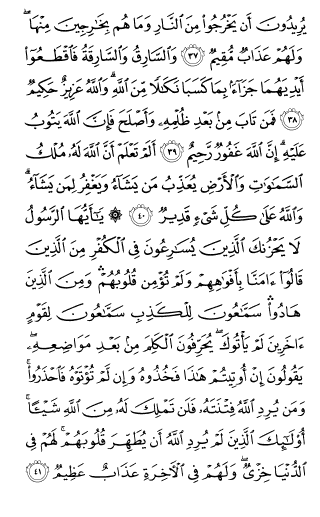 يُرِيدُونَ أَن يَخْرُجُوا۟ مِنَ ٱلنَّارِ وَمَا هُم بِخَٰرِجِينَ مِنْهَا ۖ
وَلَهُمْ عَذَابٌ مُّقِيمٌ ٣٧ وَٱلسَّارِقُ وَٱلسَّارِقَةُ فَٱقْطَعُوٓا۟
أَيْدِيَهُمَا جَزَآءًۢ بِمَا كَسَبَا نَكَٰلًا مِّنَ ٱللَّهِ ۗ وَٱللَّهُ عَزِيزٌ حَكِيمٌ
٣٨ فَمَن تَابَ مِنۢ بَعْدِ ظُلْمِهِۦ وَأَصْلَحَ فَإِنَّ ٱللَّهَ يَتُوبُ
عَلَيْهِ ۗ إِنَّ ٱللَّهَ غَفُورٌ رَّحِيمٌ ٣٩ أَلَمْ تَعْلَمْ أَنَّ ٱللَّهَ لَهُۥ مُلْكُ
ٱلسَّمَٰوَٰتِ وَٱلْأَرْضِ يُعَذِّبُ مَن يَشَآءُ وَيَغْفِرُ لِمَن يَشَآءُ ۗ
وَٱللَّهُ عَلَىٰ كُلِّ شَىْءٍ قَدِيرٌ ٤٠ ۞ يَٰٓأَيُّهَا ٱلرَّسُولُ
لَا يَحْزُنكَ ٱلَّذِينَ يُسَٰرِعُونَ فِى ٱلْكُفْرِ مِنَ ٱلَّذِينَ
قَالُوٓا۟ ءَامَنَّا بِأَفْوَٰهِهِمْ وَلَمْ تُؤْمِن قُلُوبُهُمْ ۛ وَمِنَ ٱلَّذِينَ
هَادُوا۟ ۛ سَمَّٰعُونَ لِلْكَذِبِ سَمَّٰعُونَ لِقَوْمٍ
ءَاخَرِينَ لَمْ يَأْتُوكَ ۖ يُحَرِّفُونَ ٱلْكَلِمَ مِنۢ بَعْدِ مَوَاضِعِهِۦ ۖ
يَقُولُونَ إِنْ أُوتِيتُمْ هَٰذَا فَخُذُوهُ وَإِن لَّمْ تُؤْتَوْهُ فَٱحْذَرُوا۟ ۚ
وَمَن يُرِدِ ٱللَّهُ فِتْنَتَهُۥ فَلَن تَمْلِكَ لَهُۥ مِنَ ٱللَّهِ شَيْـًٔا ۚ
أُو۟لَٰٓئِكَ ٱلَّذِينَ لَمْ يُرِدِ ٱللَّهُ أَن يُطَهِّرَ قُلُوبَهُمْ ۚ لَهُمْ فِى
ٱلدُّنْيَا خِزْىٌ ۖ وَلَهُمْ فِى ٱلْءَاخِرَةِ عَذَابٌ عَظِيمٌ ٤١